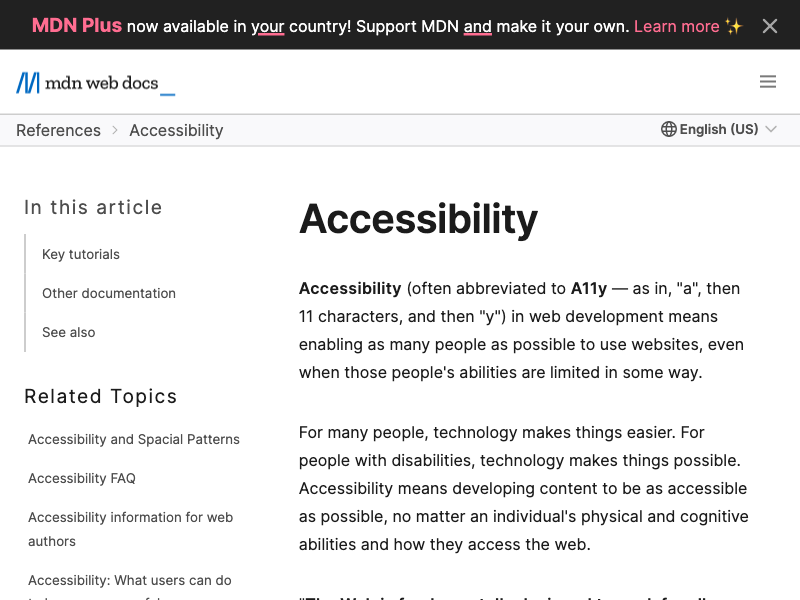 MDN Plus now available in your country! Support MDN and make it your own. Learn more ✨
mdn web docs_
References > Accessibility
English (US)
In this article
Key tutorials
Other documentation
See also
Related Topics
Accessibility and Spacial Patterns
Accessibility FAQ
Accessibility information for web
authors
Accessibility: What users can do
Accessibility
Accessibility (often abbreviated to A11y — as in, "a", then
11 characters, and then "y") in web development means
enabling as many people as possible to use websites, even
when those people's abilities are limited in some way.
For many people, technology makes things easier. For
people with disabilities, technology makes things possible.
Accessibility means developing content to be as accessible
as possible, no matter an individual's physical and cognitive
abilities and how they access the web.